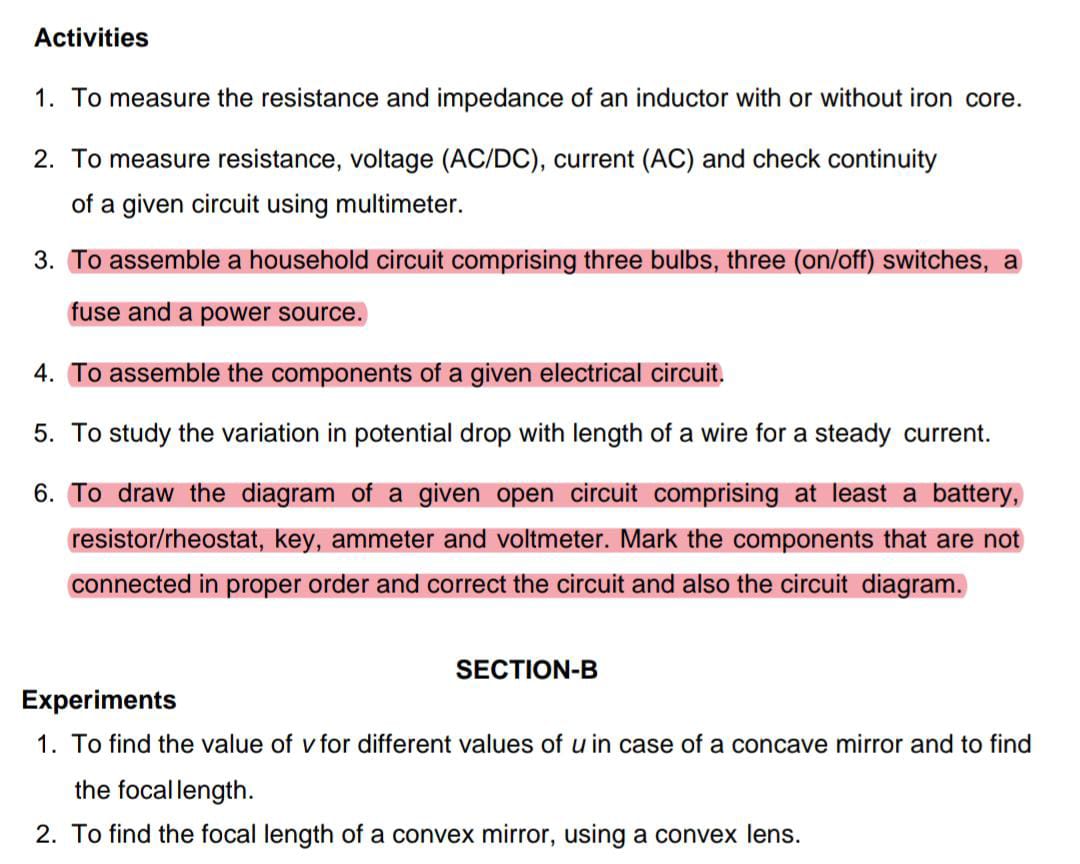 Activities
1. To measure the resistance and impedance of an inductor with or without iron core.
2. To measure resistance, voltage (AC/DC), current (AC) and check continuity
of a given circuit using multimeter.
3. To assemble a household circuit comprising three bulbs, three (on/off) switches, a
fuse and a power source.
4. To assemble the components of a given electrical circuit.
5. To study the variation in potential drop with length of a wire for a steady current.
6. To draw the diagram of a given open circuit comprising at least a battery,
resistor/rheostat, key, ammeter and voltmeter. Mark the components that are not
connected in proper order and correct the circuit and also the circuit diagram.
SECTION-B
Experiments
1. To find the value of v for different values of u in case of a concave mirror and to find
the focal length.
2. To find the focal length of a convex mirror, using a convex lens.